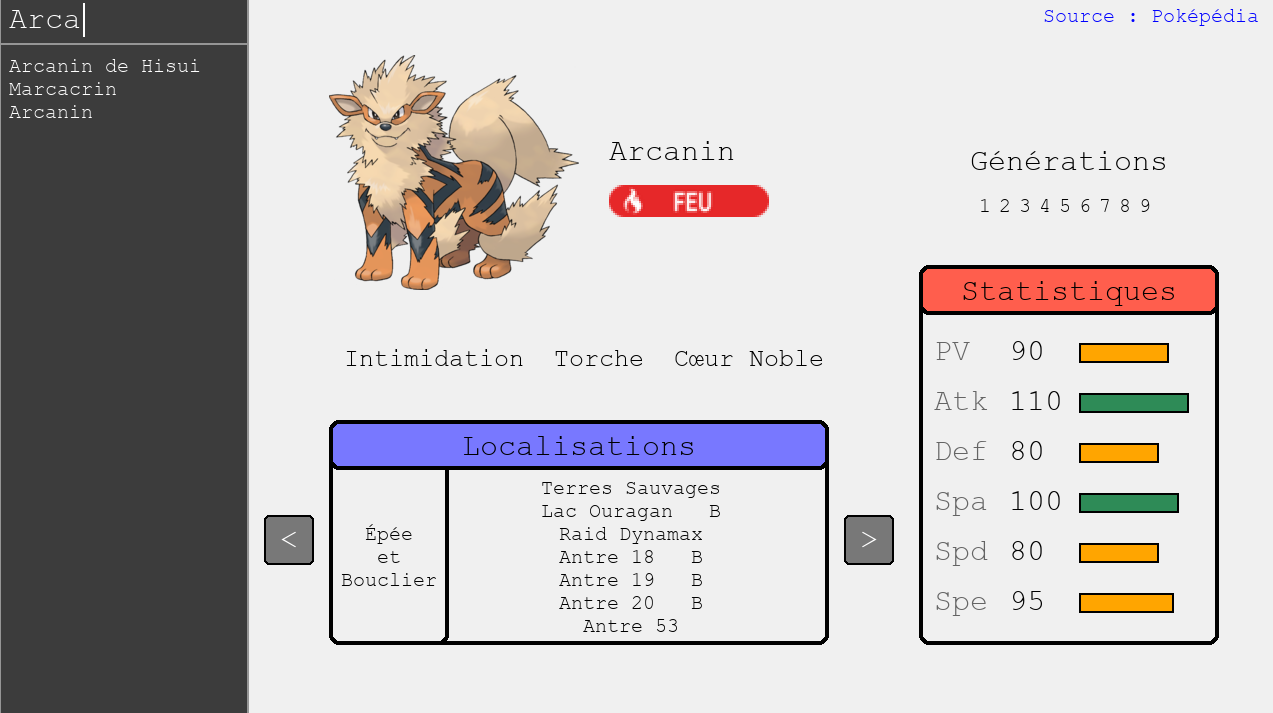 Arca
Source : Poképédia
Arcanin de Hisui
Marcacrin
Arcanin
Arcanin
FEU
Générations
1 2 3 4 5 6 7 8 9
Intimidation Torche Cœur Noble
Localisations
Épée
et
Bouclier
Terres Sauvages
Lac Ouragan B
Raid Dynamax
Antre 18 B
Antre 19 B
Antre 20 B
Antre 53
<
>
Statistiques
PV 90
Atk 110
Def 80
Spa 100
Spd 80
Spe 95